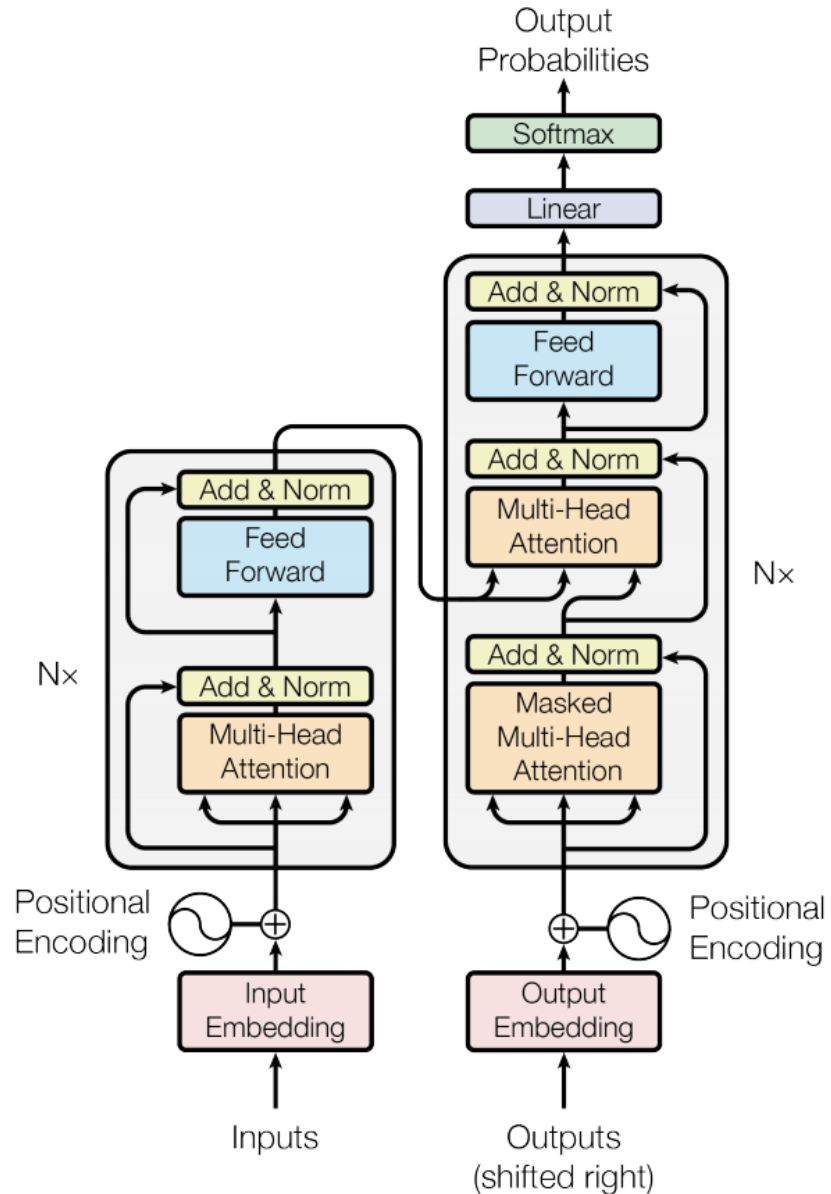 Output
Probabilities
Softmax
Linear
Add & Norm
Feed
Forward
Add & Norm
Multi-Head
Attention
Add & Norm
Masked
Multi-Head
Attention
Nx
Add & Norm
Feed
Forward
Add & Norm
Multi-Head
Attention
N×
Positional
Encoding
Positional
Encoding
Input
Embedding
Output
Embedding
Inputs
Outputs
(shifted right)